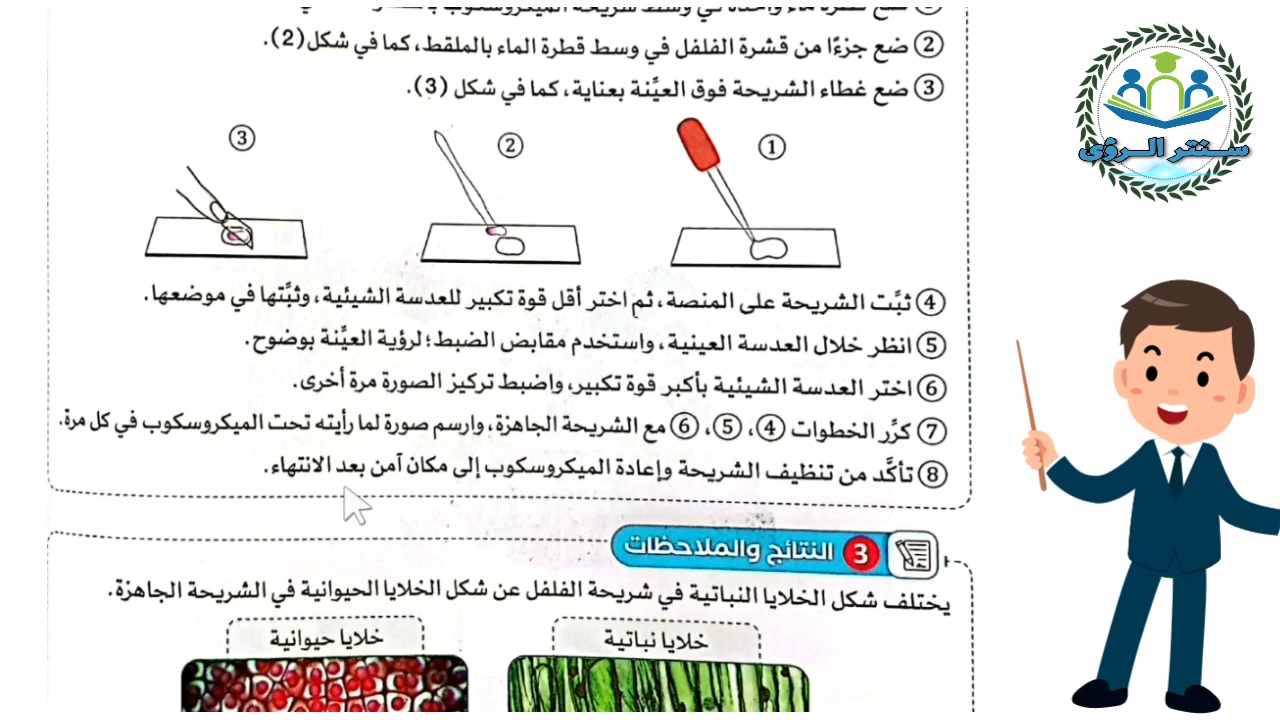 ② ضع جزءًا من قشرة الفلفل في وسط قطرة الماء بالملقط، كما في شكل (2).
③ ضع غطاء الشريحة فوق العيِّنة بعناية، كما في شكل (3).
① ② ③
④ ثبِّت الشريحة على المنصة، ثم اختر أقل قوة تكبير للعدسة الشيئية، وثبِّتها في موضعها.
⑤ انظر خلال العدسة العينية، واستخدم مقابض الضبط؛ لرؤية العيِّنة بوضوح.
⑥ اختر العدسة الشيئية بأكبر قوة تكبير، واضبط تركيز الصورة مرة أخرى.
⑦ كرِّر الخطوات ④، ⑤، ⑥ مع الشريحة الجاهزة، وارسم صورة لما رأيته تحت الميكروسكوب في كل مرة.
⑧ تأكَّد من تنظيف الشريحة وإعادة الميكروسكوب إلى مكان آمن بعد الانتهاء.
3 النتائج والملاحظات
يختلف شكل الخلايا النباتية في شريحة الفلفل عن شكل الخلايا الحيوانية في الشريحة الجاهزة.
خلايا نباتية
خلايا حيوانية
سنتر الرؤى